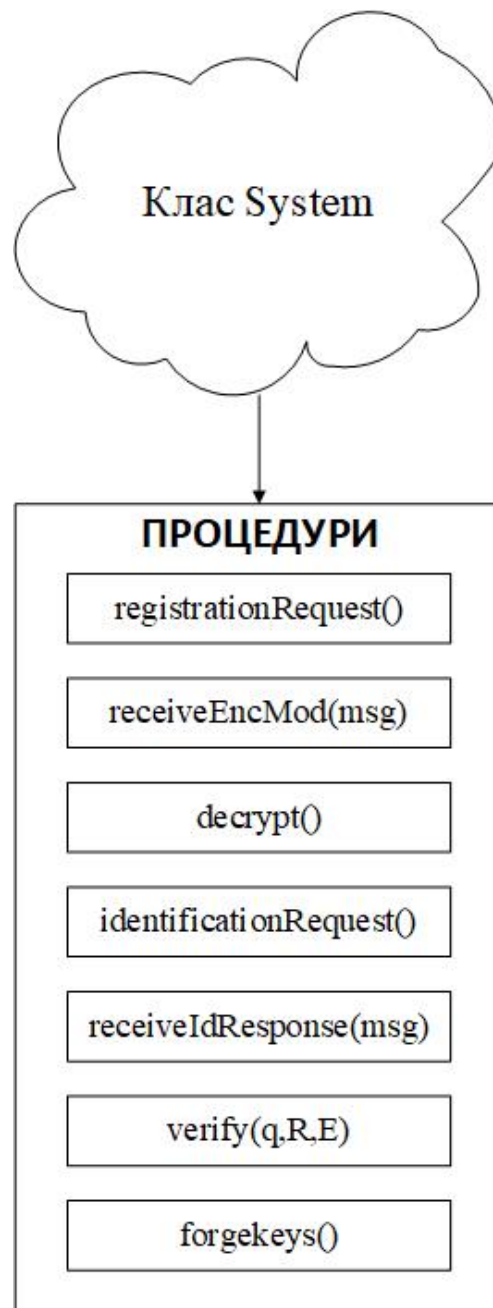 Клас System
ПРОЦЕДУРИ
registrationRequest()
receiveEncMod(msg)
decrypt()
identificationRequest()
receiveIdResponse(msg)
verify(q,R,E)
forgekeys()